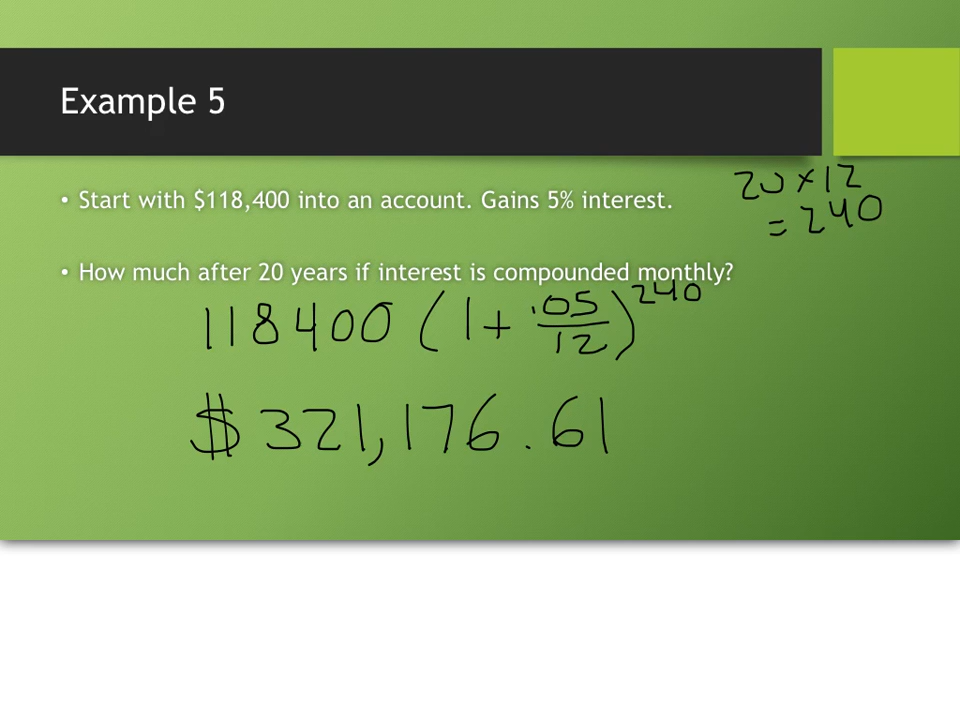 Example 5
• Start with $118,400 into an account. Gains 5% interest.
20 × 12
= 240
• How much after 20 years if interest is compounded monthly?
118400 (1 + .05/12)^240
$321,176.61